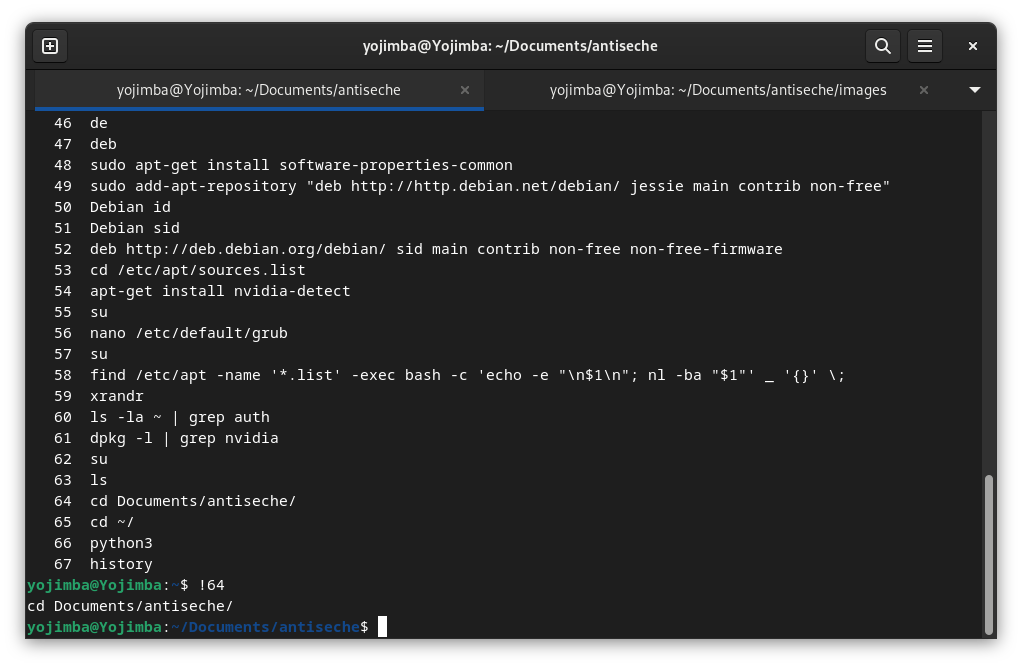 yojimba@Yojimba: ~/Documents/antiseche
yojimba@Yojimba: ~/Documents/antiseche
yojimba@Yojimba: ~/Documents/antiseche/images
46 de
47 deb
48 sudo apt-get install software-properties-common
49 sudo add-apt-repository "deb http://http.debian.net/debian/ jessie main contrib non-free"
50 Debian id
51 Debian sid
52 deb http://deb.debian.org/debian/ sid main contrib non-free non-free-firmware
53 cd /etc/apt/sources.list
54 apt-get install nvidia-detect
55 su
56 nano /etc/default/grub
57 su
58 find /etc/apt -name '*.list' -exec bash -c 'echo -e "\n$1\n"; nl -ba "$1"' _ '{}' \;
59 xrandr
60 ls -la ~ | grep auth
61 dpkg -l | grep nvidia
62 su
63 ls
64 cd Documents/antiseche/
65 cd ~/
66 python3
67 history
yojimba@Yojimba:~$ !64
cd Documents/antiseche/
yojimba@Yojimba:~/Documents/antiseche$